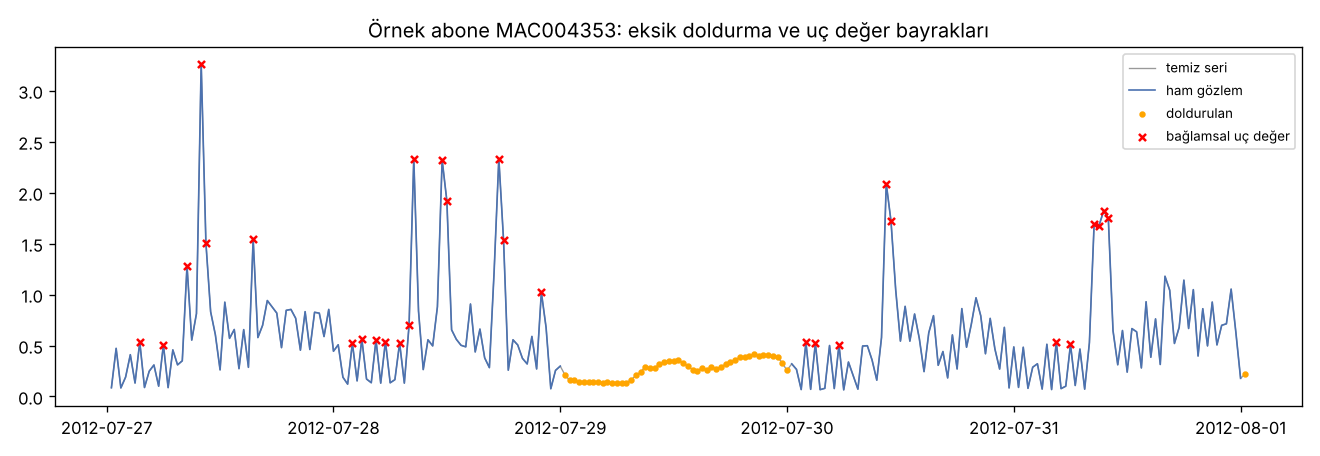 Örnek abone MAC004353: eksik doldurma ve uç değer bayrakları
temiz seri
ham gözlem
doldurulan
bağlamsal uç değer
3.0
2.5
2.0
1.5
1.0
0.5
0.0
2012-07-27 2012-07-28 2012-07-29 2012-07-30 2012-07-31 2012-08-01